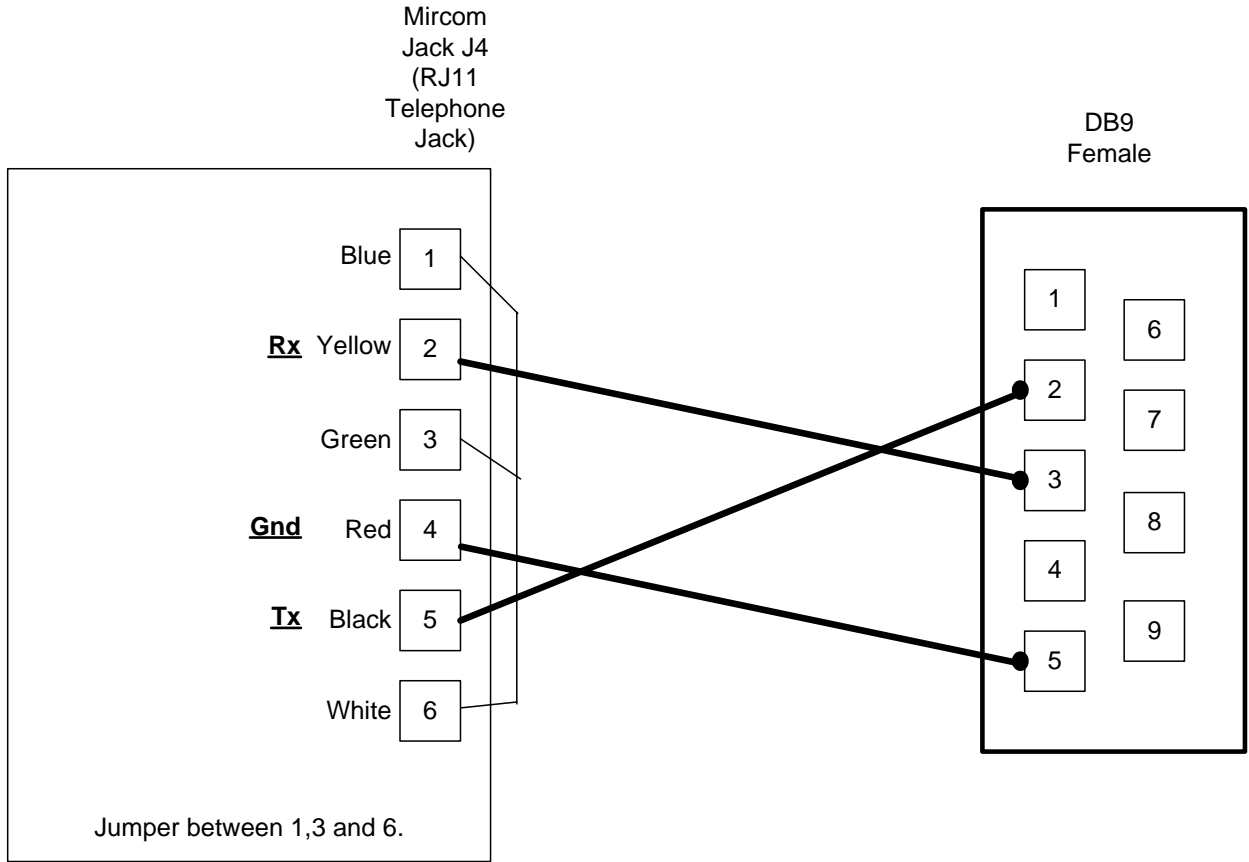 Mircom
Jack J4
(RJ11
Telephone
Jack)
DB9
Female
Blue 1
Rx Yellow 2
Green 3
Gnd Red 4
Tx Black 5
White 6
Jumper between 1,3 and 6.
1
6
2
7
3
8
4
9
5